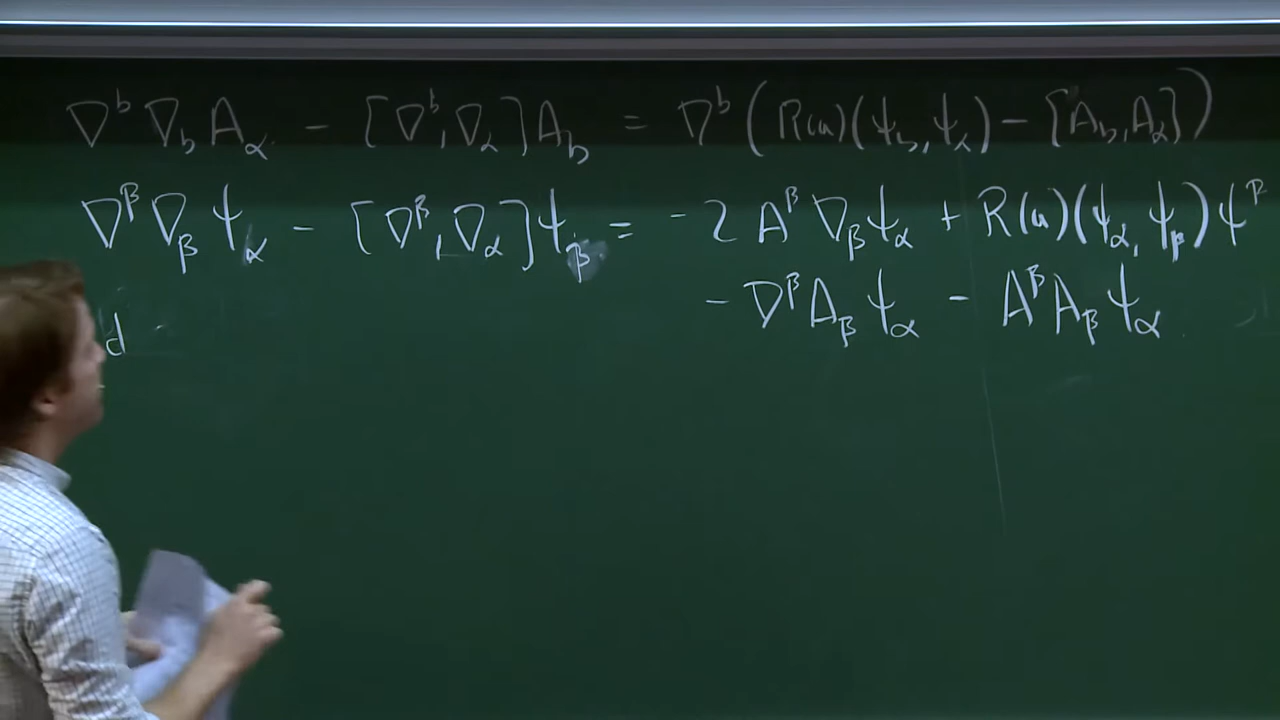 ∇^b ∇_b A_α - [∇^b, ∇_α] A_b = ∇^b (R(u)(ψ_b, ψ_α) - [A_b, A_α])
∇^β ∇_β ψ_α - [∇^β, ∇_α] ψ_β = -2 A^β ∇_β ψ_α + R(u)(ψ_α, ψ_β) ψ^β
- ∇^β A_β ψ_α - A^β A_β ψ_α
d